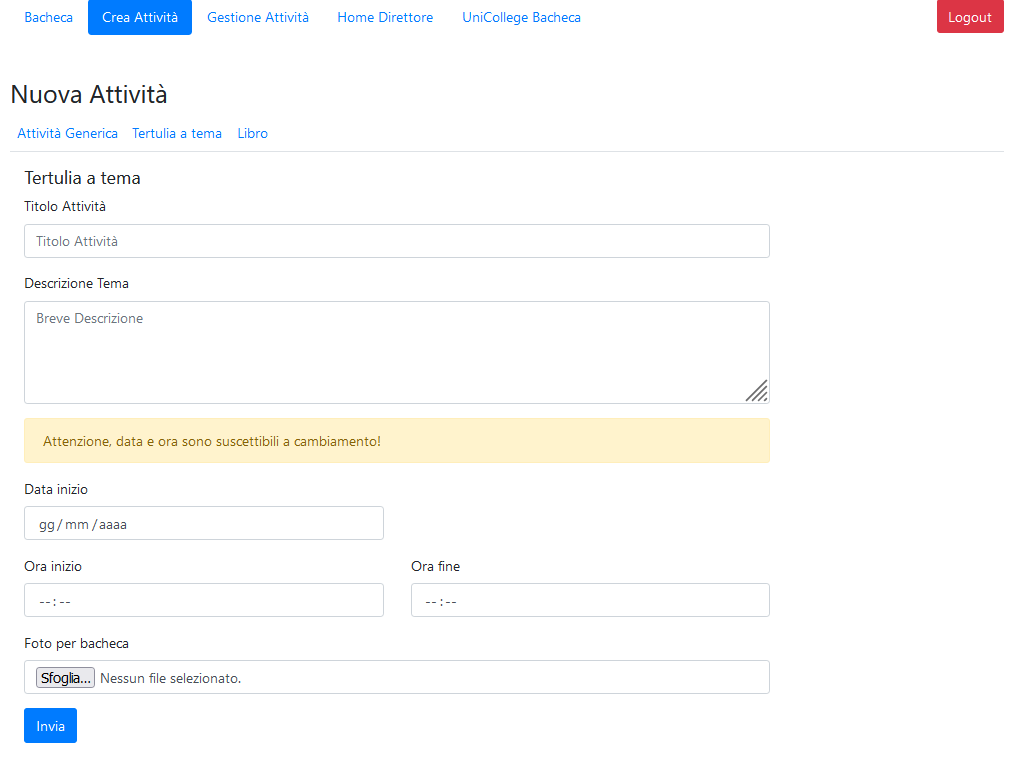 Bacheca Crea Attività Gestione Attività Home Direttore UniCollege Bacheca Logout
Nuova Attività
Attività Generica Tertulia a tema Libro
Tertulia a tema
Titolo Attività
Titolo Attività
Descrizione Tema
Breve Descrizione
Attenzione, data e ora sono suscettibili a cambiamento!
Data inizio
gg/mm/aaaa
Ora inizio Ora fine
--:-- --:--
Foto per bacheca
Sfoglia... Nessun file selezionato.
Invia